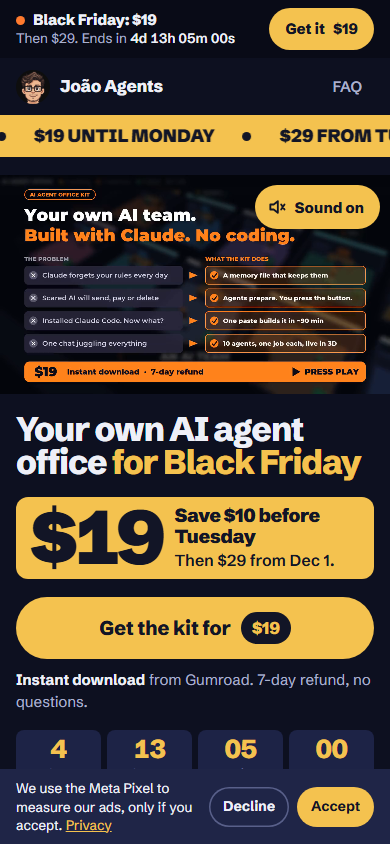 Black Friday: $19
Then $29. Ends in 4d 13h 05m 00s
Get it $19
João Agents
FAQ
$19 UNTIL MONDAY
$29 FROM TU
AI AGENT OFFICE KIT
Sound on
Your own AI team.
Built with Claude. No coding.
THE PROBLEM
WHAT THE KIT DOES
Claude forgets your rules every day
A memory file that keeps them
Scared AI will send, pay or delete
Agents prepare. You press the button.
Installed Claude Code. Now what?
One paste builds it in ~90 min
One chat juggling everything
10 agents, one job each, live in 3D
$19 Instant download · 7-day refund
PRESS PLAY
Your own AI agent
office for Black Friday
$19
Save $10 before
Tuesday
Then $29 from Dec 1.
Get the kit for $19
Instant download from Gumroad. 7-day refund, no
questions.
4 13 05 00
We use the Meta Pixel to
measure our ads, only if you
accept. Privacy
Decline
Accept